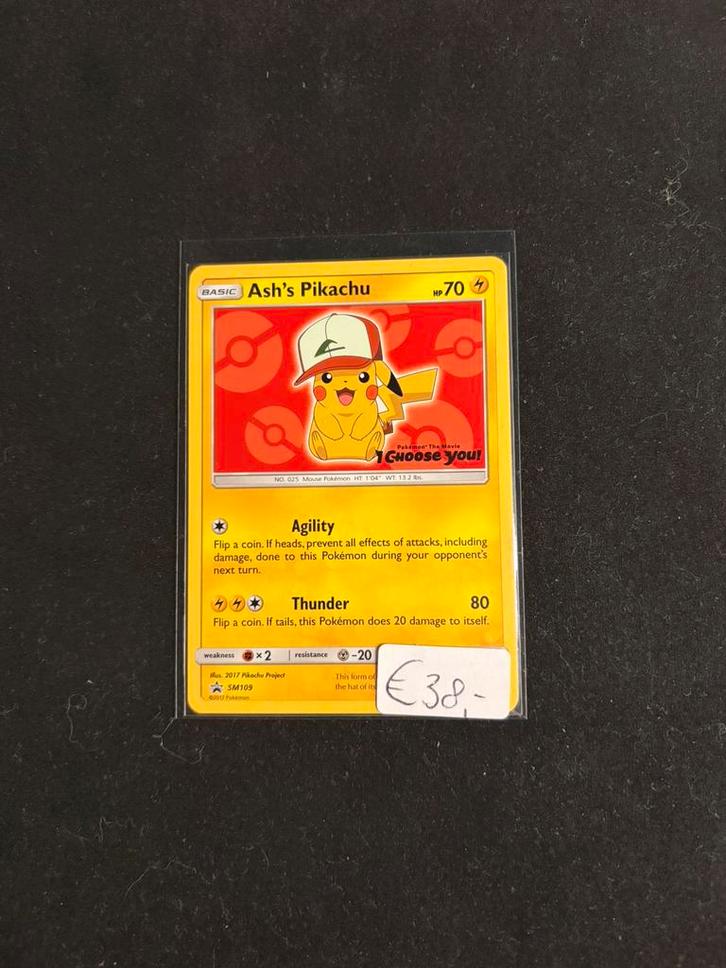 BASIC Ash's Pikachu HP 70
Pokémon The Movie
I Choose You!
NO. 025 Mouse Pokémon HT: 1'04" WT: 13.2 lbs.
Agility
Flip a coin. If heads, prevent all effects of attacks, including
damage, done to this Pokémon during your opponent's
next turn.
Thunder 80
Flip a coin. If tails, this Pokémon does 20 damage to itself.
weakness ×2 resistance -20
Illus. 2017 Pikachu Project
This form of
SM109
the hat of its
©2017 Pokémon
€38,-